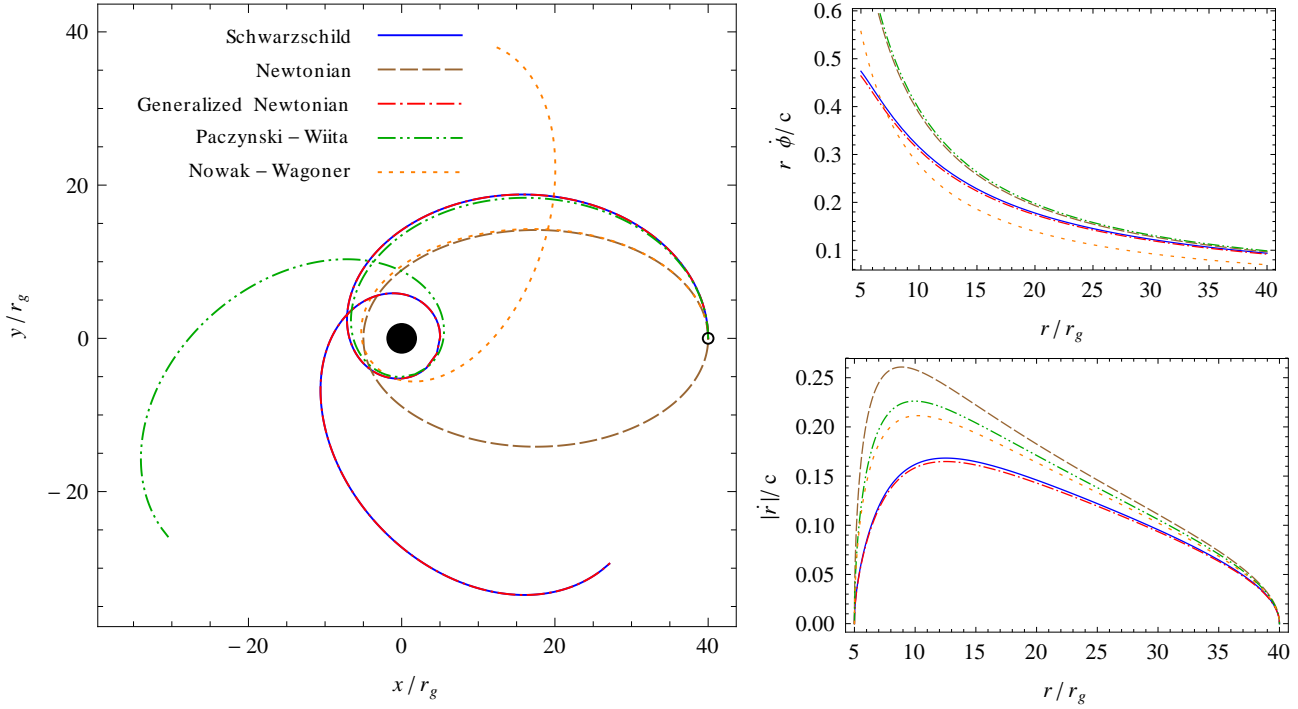 40
20
0
−20
y / r_g
−20
0
20
40
x / r_g
Schwarzschild
Newtonian
Generalized Newtonian
Paczynski − Wiita
Nowak − Wagoner
0.6
0.5
0.4
0.3
0.2
0.1
r ϕ̇ / c
5 10 15 20 25 30 35 40
r / r_g
0.25
0.20
0.15
0.10
0.05
0.00
|ṙ| / c
5 10 15 20 25 30 35 40
r / r_g